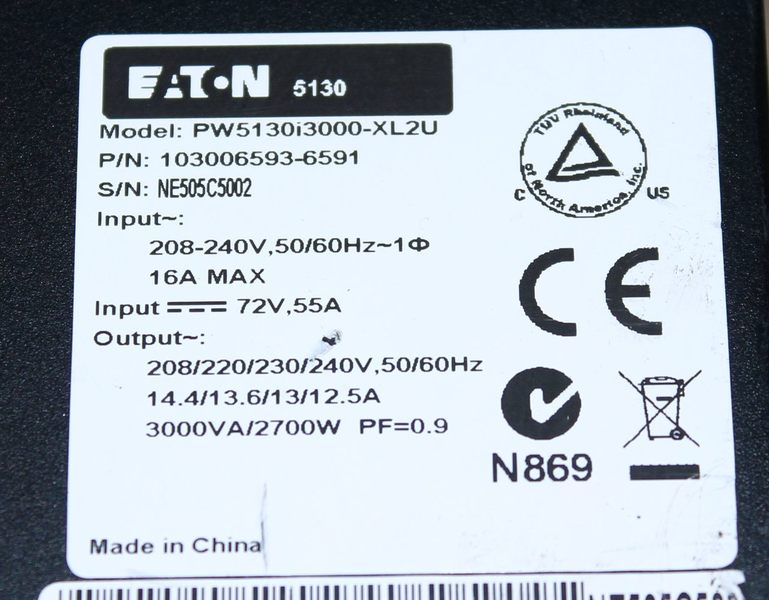 EATON 5130
Model: PW5130i3000-XL2U
P/N: 103006593-6591
S/N: NE505C5002
Input~:
208-240V,50/60Hz~1Φ
16A MAX
Input ⎓ 72V,55A
Output~:
208/220/230/240V,50/60Hz
14.4/13.6/13/12.5A
3000VA/2700W PF=0.9
Made in China
TUV Rheinland
of North America, Inc.
C US
CE
N869